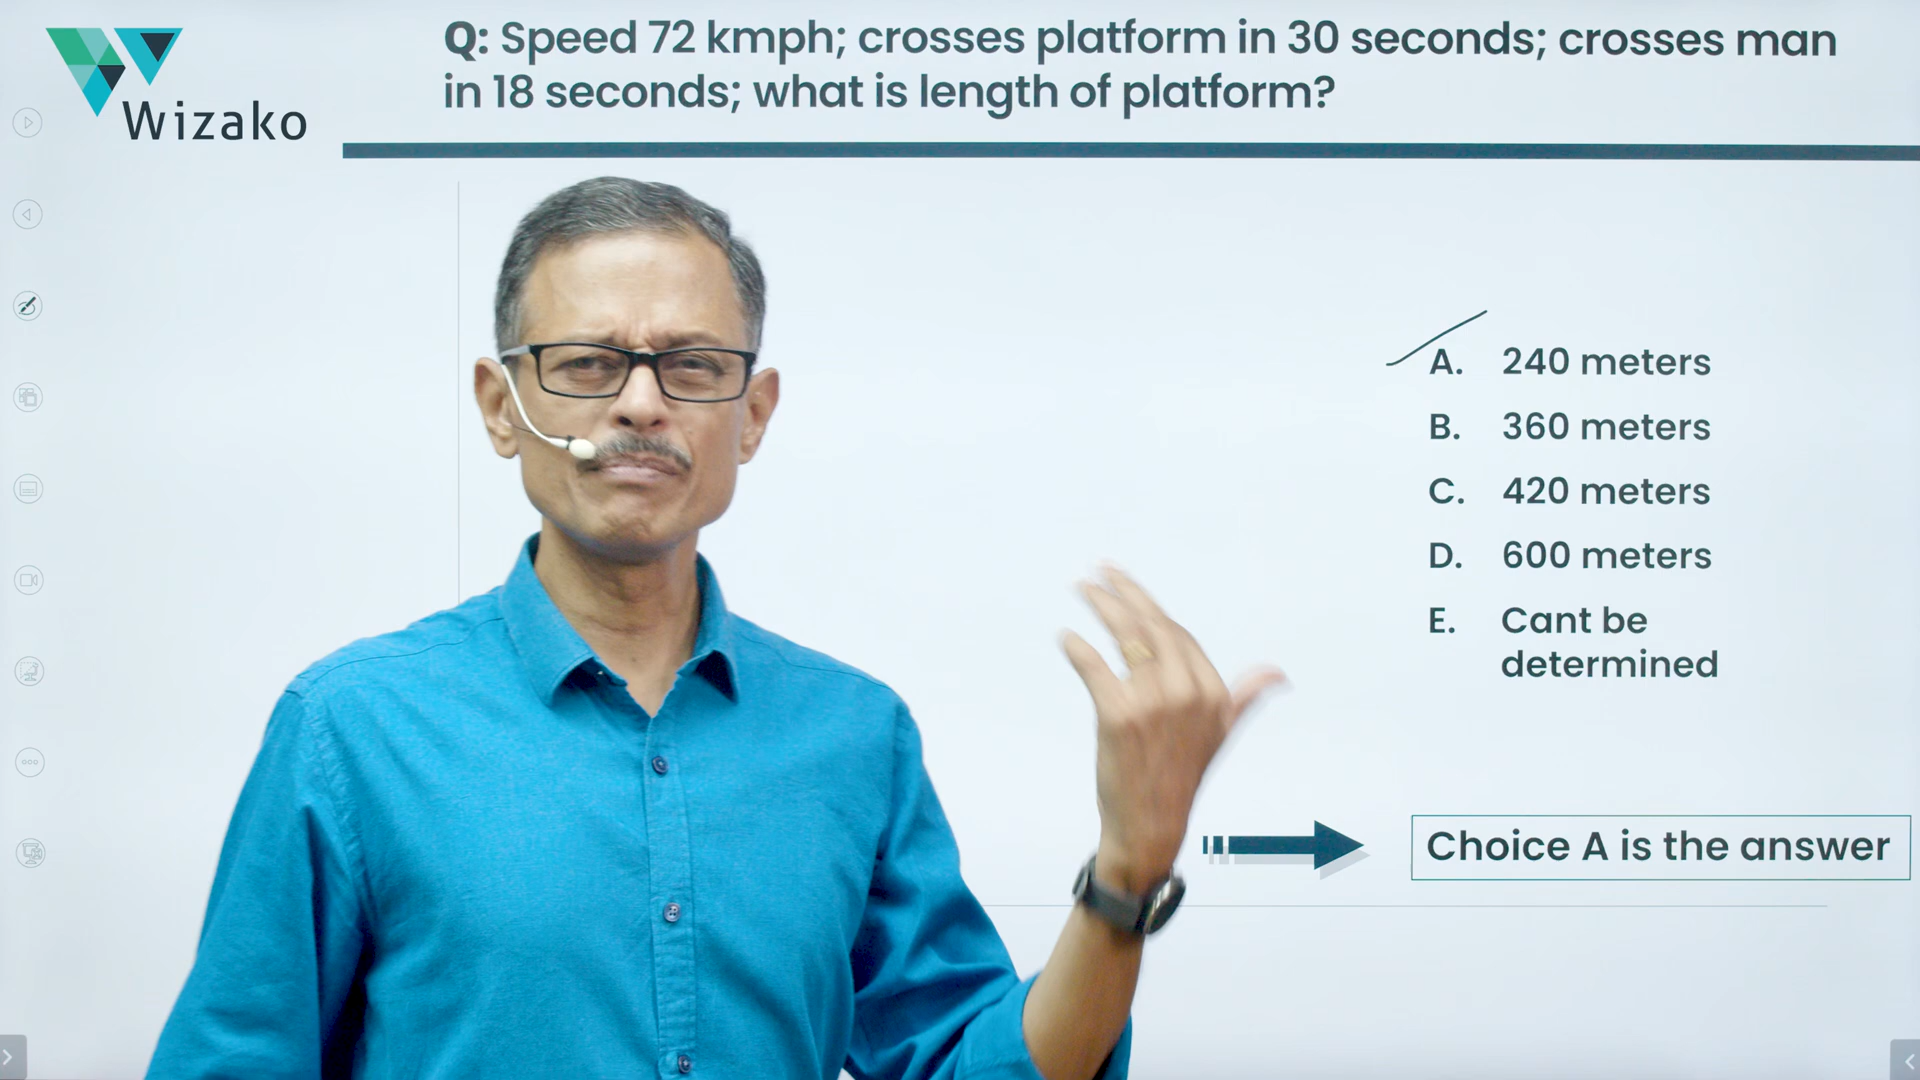 Wizako
Q: Speed 72 kmph; crosses platform in 30 seconds; crosses man
in 18 seconds; what is length of platform?
A. 240 meters
B. 360 meters
C. 420 meters
D. 600 meters
E. Cant be
determined
Choice A is the answer